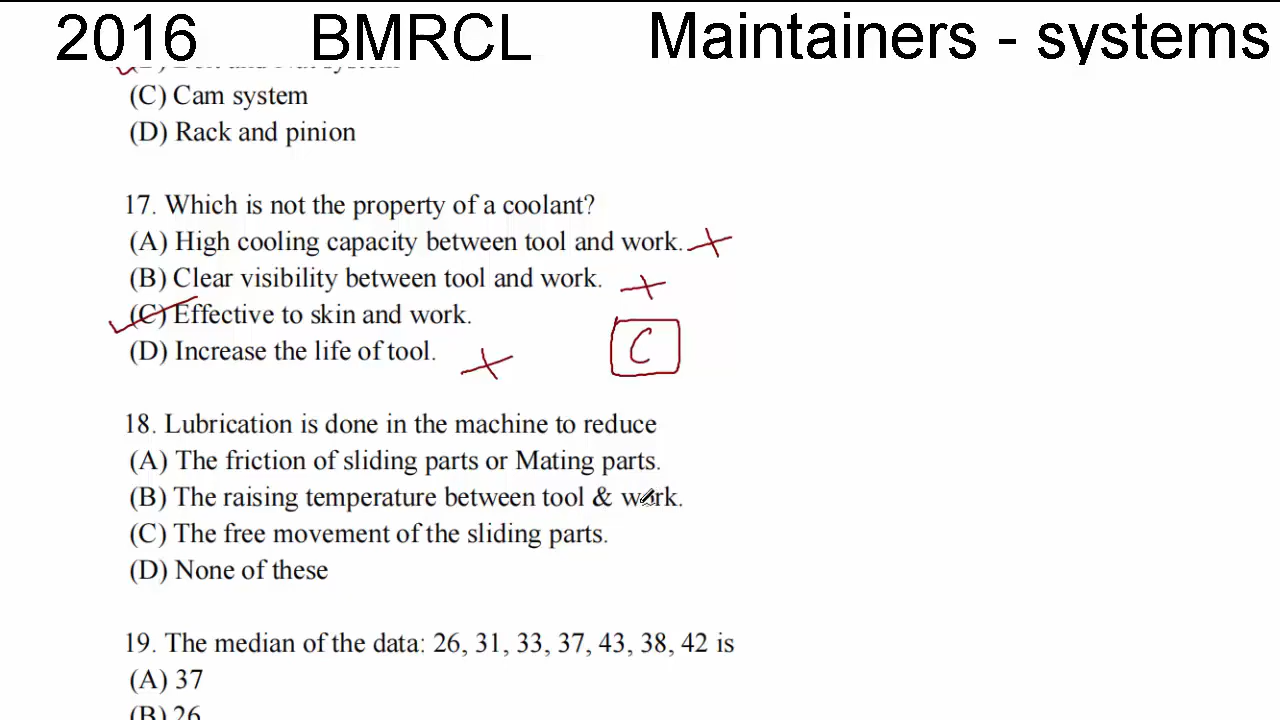 2016 BMRCL Maintainers - systems
(C) Cam system
(D) Rack and pinion
17. Which is not the property of a coolant?
(A) High cooling capacity between tool and work.
(B) Clear visibility between tool and work.
(C) Effective to skin and work.
C
(D) Increase the life of tool.
18. Lubrication is done in the machine to reduce
(A) The friction of sliding parts or Mating parts.
(B) The raising temperature between tool & work.
(C) The free movement of the sliding parts.
(D) None of these
19. The median of the data: 26, 31, 33, 37, 43, 38, 42 is
(A) 37
(B) 26